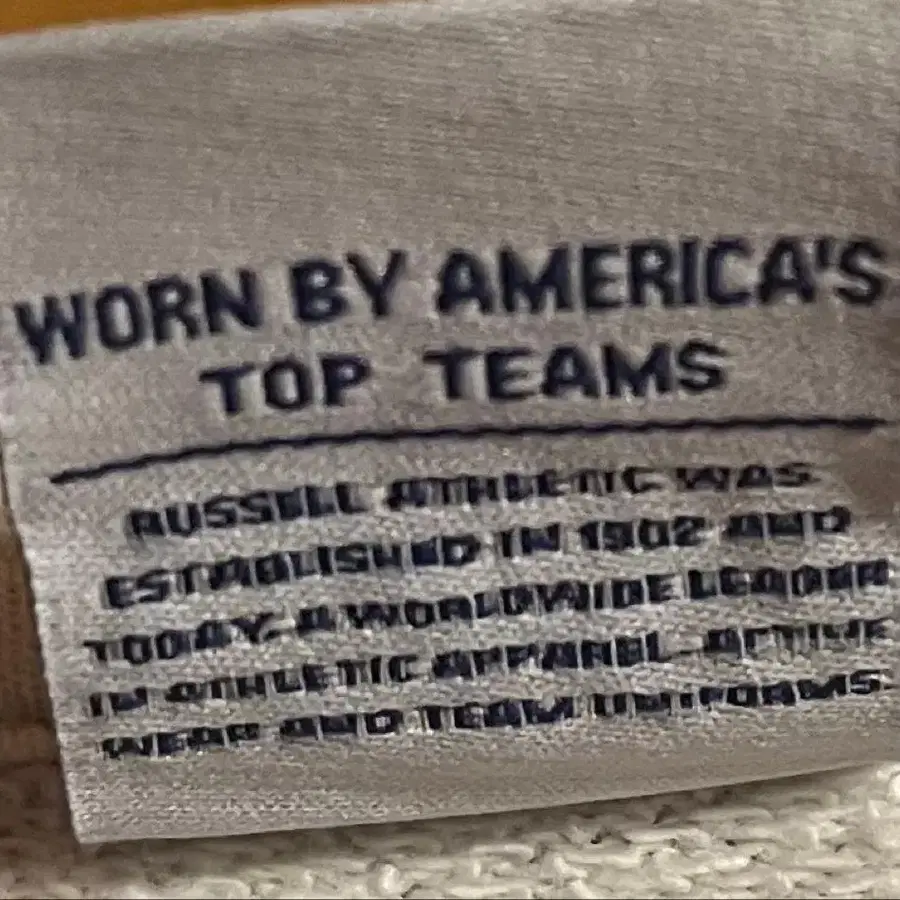 WORN BY AMERICA'S
TOP TEAMS
RUSSELL ATHLETIC WAS
ESTABLISHED IN 1902 AND
TODAY, A WORLDWIDE LEADER
IN ATHLETIC APPAREL, ACTIVE
WEAR AND TEAM UNIFORMS.